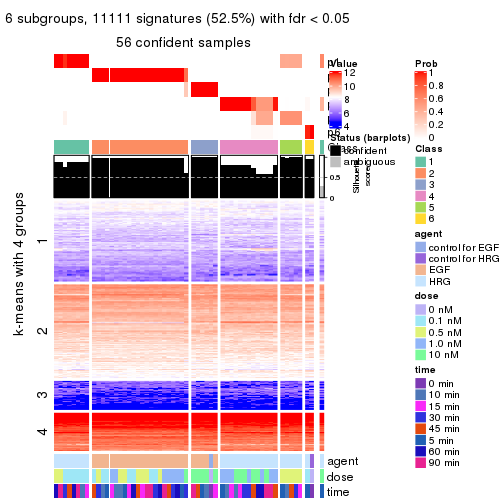 6 subgroups, 11111 signatures (52.5%) with fdr < 0.05
56 confident samples
k-means with 4 groups
1
2
3
4
Value
12
10
8
6
4
Status (barplots)
confident
ambiguous
1
0.5
0
Silhouette
score
agent
dose
time
Prob
1
0.8
0.6
0.4
0.2
0
Class
1
2
3
4
5
6
agent
control for EGF
control for HRG
EGF
HRG
dose
0 nM
0.1 nM
0.5 nM
1.0 nM
10 nM
time
0 min
10 min
15 min
30 min
45 min
5 min
60 min
90 min